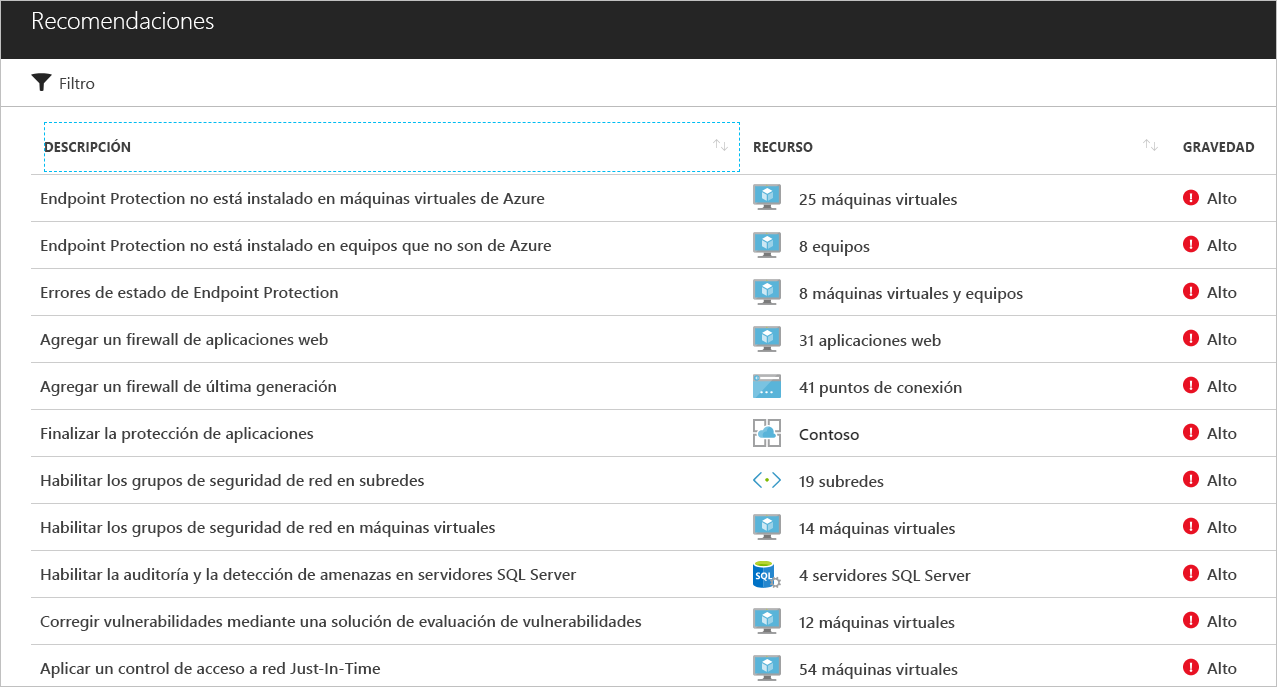 Recomendaciones
Filtro
DESCRIPCIÓN RECURSO GRAVEDAD
Endpoint Protection no está instalado en máquinas virtuales de Azure 25 máquinas virtuales Alto
Endpoint Protection no está instalado en equipos que no son de Azure 8 equipos Alto
Errores de estado de Endpoint Protection 8 máquinas virtuales y equipos Alto
Agregar un firewall de aplicaciones web 31 aplicaciones web Alto
Agregar un firewall de última generación 41 puntos de conexión Alto
Finalizar la protección de aplicaciones Contoso Alto
Habilitar los grupos de seguridad de red en subredes 19 subredes Alto
Habilitar los grupos de seguridad de red en máquinas virtuales 14 máquinas virtuales Alto
Habilitar la auditoría y la detección de amenazas en servidores SQL Server SQL 4 servidores SQL Server Alto
Corregir vulnerabilidades mediante una solución de evaluación de vulnerabilidades 12 máquinas virtuales Alto
Aplicar un control de acceso a red Just-In-Time 54 máquinas virtuales Alto